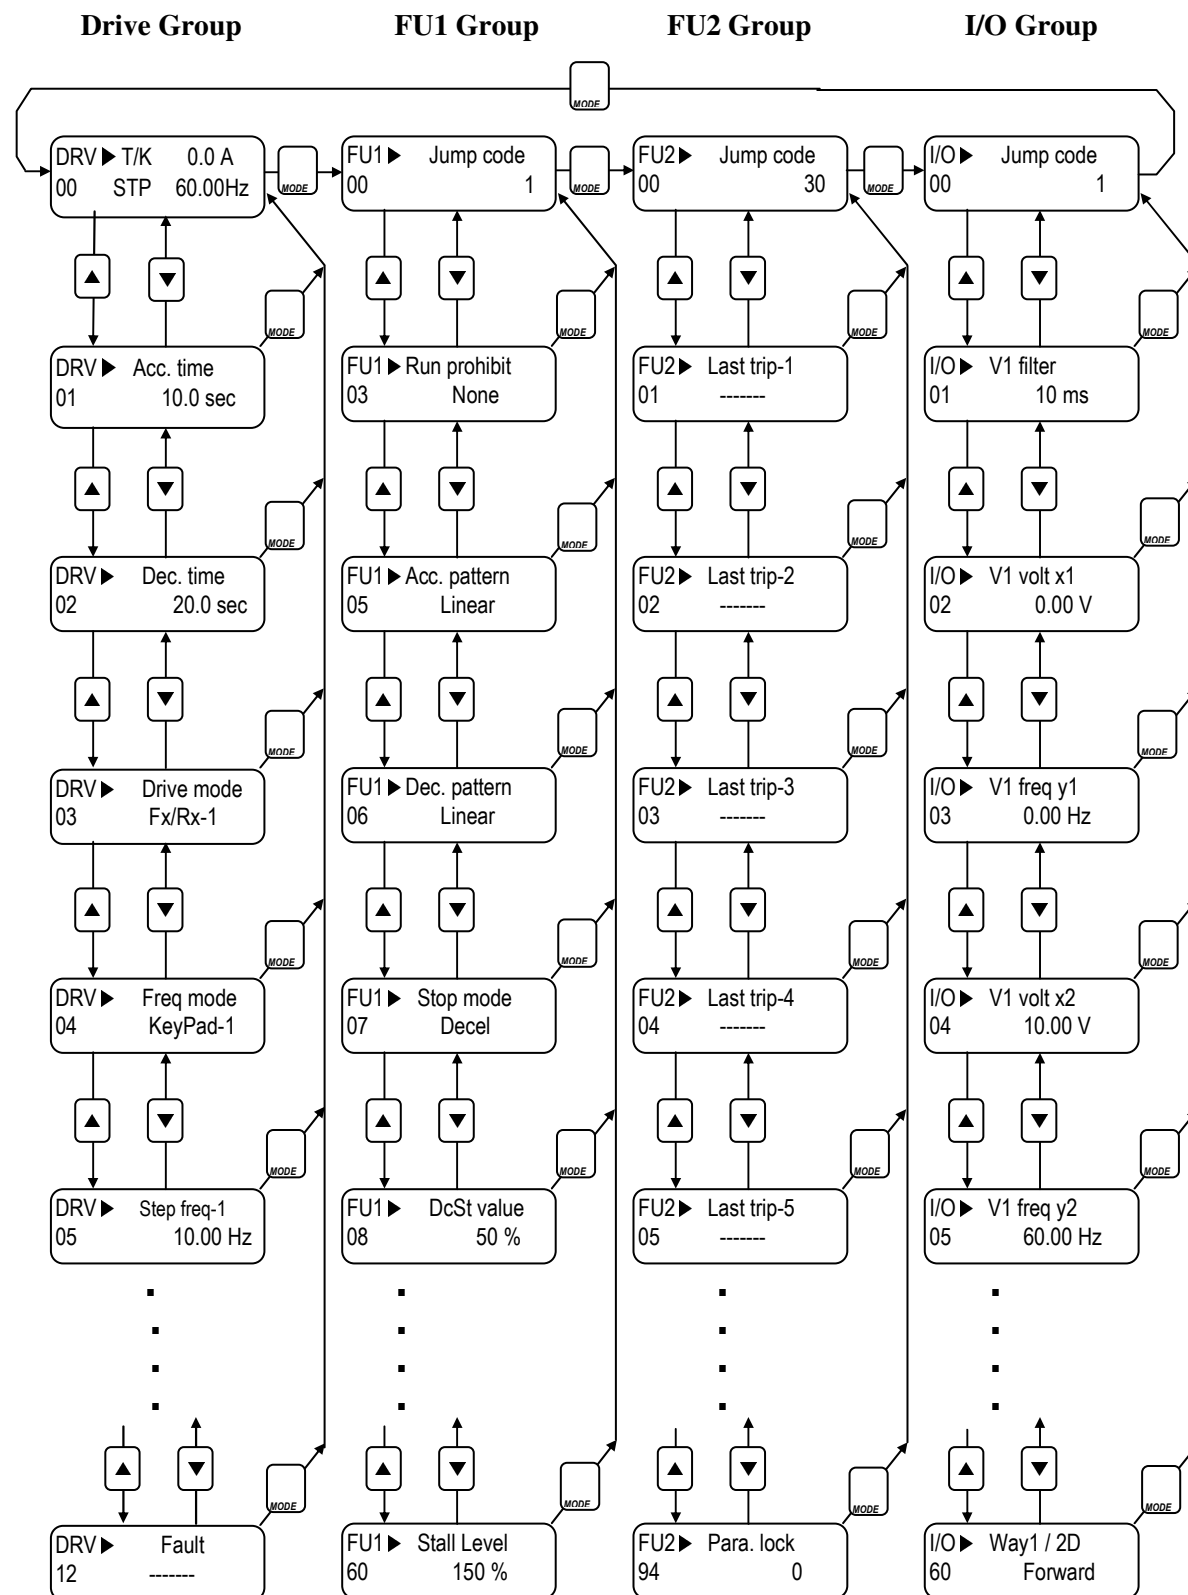 Drive Group FU1 Group FU2 Group I/O Group
MODE
DRV T/K 0.0 A FU1 Jump code FU2 Jump code I/O Jump code
00 STP 60.00Hz MODE 00 1 MODE 00 30 MODE 00 1
MODE MODE MODE MODE
DRV Acc. time FU1 Run prohibit FU2 Last trip-1 I/O V1 filter
01 10.0 sec 03 None 01 ------- 01 10 ms
MODE MODE MODE MODE
DRV Dec. time FU1 Acc. pattern FU2 Last trip-2 I/O V1 volt x1
02 20.0 sec 05 Linear 02 ------- 02 0.00 V
MODE MODE MODE MODE
DRV Drive mode FU1 Dec. pattern FU2 Last trip-3 I/O V1 freq y1
03 Fx/Rx-1 06 Linear 03 ------- 03 0.00 Hz
MODE MODE MODE MODE
DRV Freq mode FU1 Stop mode FU2 Last trip-4 I/O V1 volt x2
04 KeyPad-1 07 Decel 04 ------- 04 10.00 V
MODE MODE MODE MODE
DRV Step freq-1 FU1 DcSt value FU2 Last trip-5 I/O V1 freq y2
05 10.00 Hz 08 50 % 05 ------- 05 60.00 Hz
MODE MODE MODE MODE
DRV Fault FU1 Stall Level FU2 Para. lock I/O Way1 / 2D
12 ------- 60 150 % 94 0 60 Forward